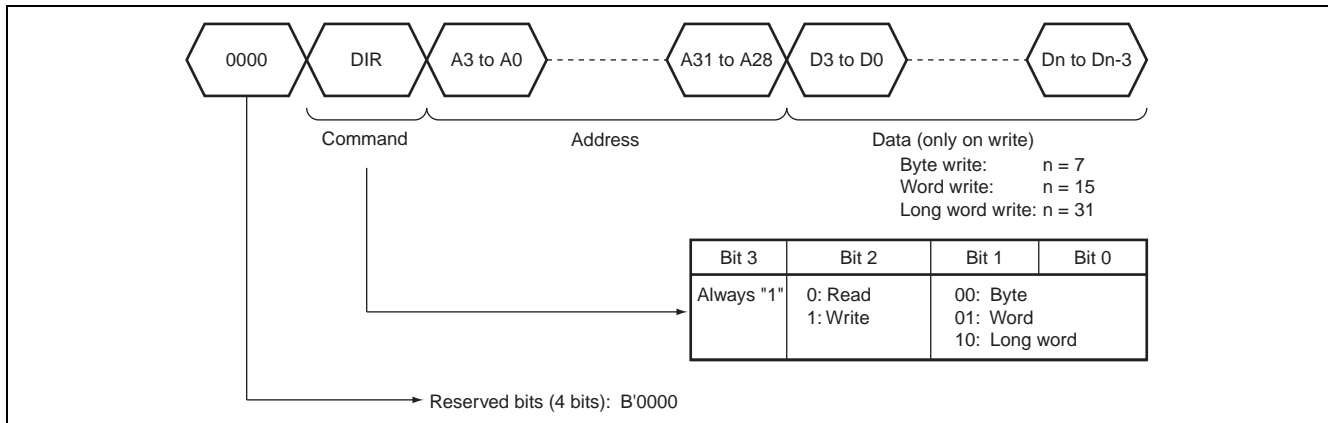 0000 DIR A3 to A0 A31 to A28 D3 to D0 Dn to Dn-3
Command Address Data (only on write)
Byte write: n = 7
Word write: n = 15
Long word write: n = 31
Bit 3 Bit 2 Bit 1 Bit 0
Always "1" 0: Read 00: Byte
1: Write 01: Word
10: Long word
Reserved bits (4 bits): B'0000